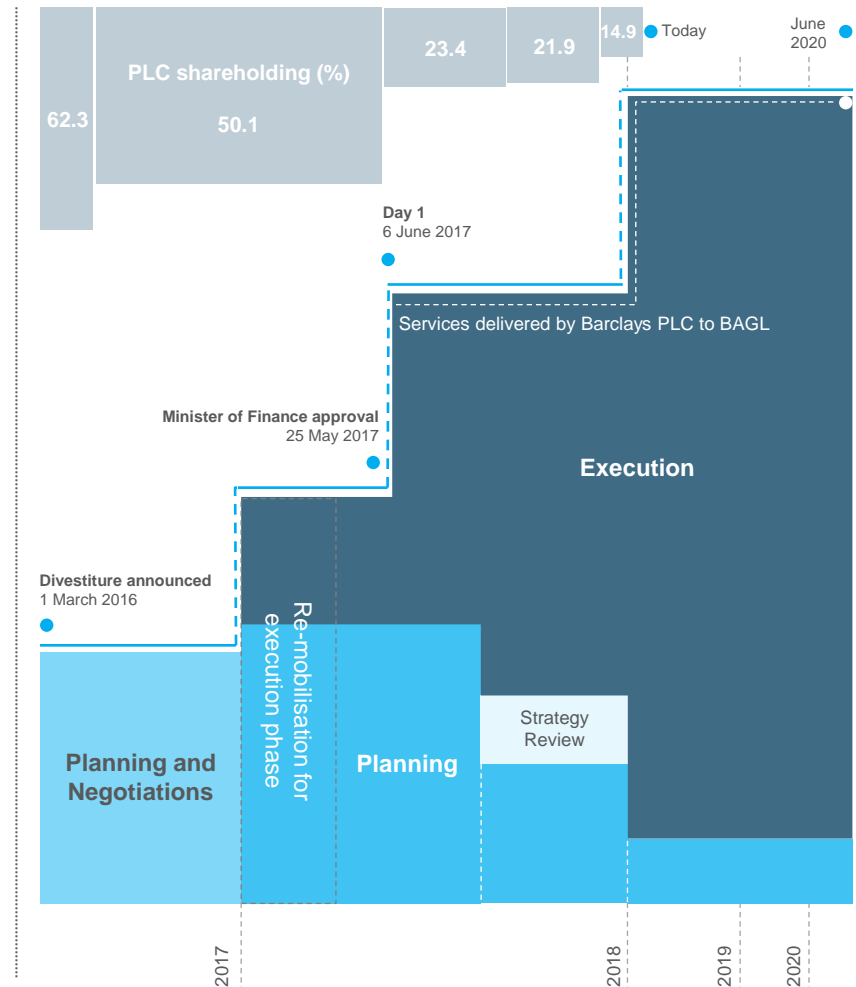 PLC shareholding (%)
62.3
50.1
23.4
21.9
14.9
Today
June
2020
Day 1
6 June 2017
Services delivered by Barclays PLC to BAGL
Minister of Finance approval
25 May 2017
Execution
Divestiture announced
1 March 2016
Re-mobilisation for
execution phase
Planning and
Negotiations
Planning
Strategy
Review
2017
2018
2019
2020